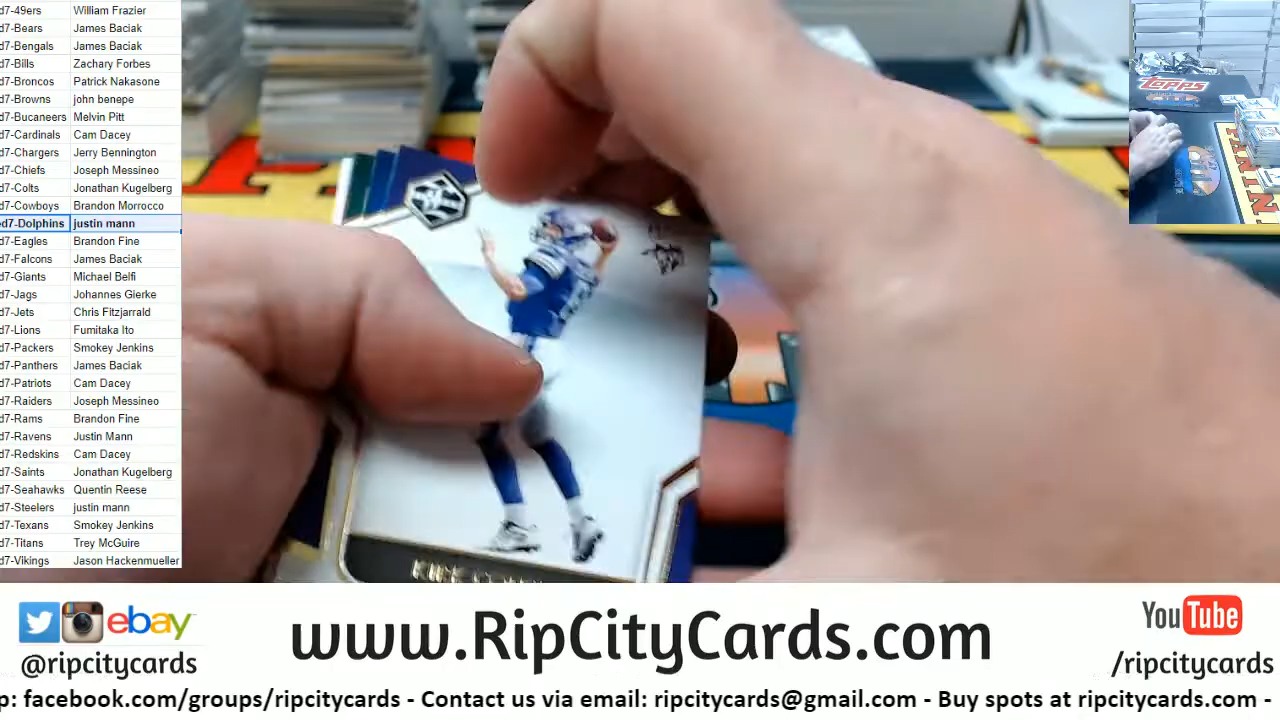 d7-49ers William Frazier
d7-Bears James Baciak
d7-Bengals James Baciak
d7-Bills Zachary Forbes
d7-Broncos Patrick Nakasone
d7-Browns john benepe
d7-Bucaneers Melvin Pitt
d7-Cardinals Cam Dacey
d7-Chargers Jerry Bennington
d7-Chiefs Joseph Messineo
d7-Colts Jonathan Kugelberg
d7-Cowboys Brandon Morrocco
ed7-Dolphins justin mann
d7-Eagles Brandon Fine
d7-Falcons James Baciak
d7-Giants Michael Belfi
d7-Jags Johannes Gierke
d7-Jets Chris Fitzjarrald
d7-Lions Fumitaka Ito
d7-Packers Smokey Jenkins
d7-Panthers James Baciak
d7-Patriots Cam Dacey
d7-Raiders Joseph Messineo
d7-Rams Brandon Fine
d7-Ravens Justin Mann
d7-Redskins Cam Dacey
d7-Saints Jonathan Kugelberg
d7-Seahawks Quentin Reese
d7-Steelers justin mann
d7-Texans Smokey Jenkins
d7-Titans Trey McGuire
d7-Vikings Jason Hackenmueller
Topps
ebay
@ripcitycards
www.RipCityCards.com
YouTube
/ripcitycards
p: facebook.com/groups/ripcitycards - Contact us via email: ripcitycards@gmail.com - Buy spots at ripcitycards.com -